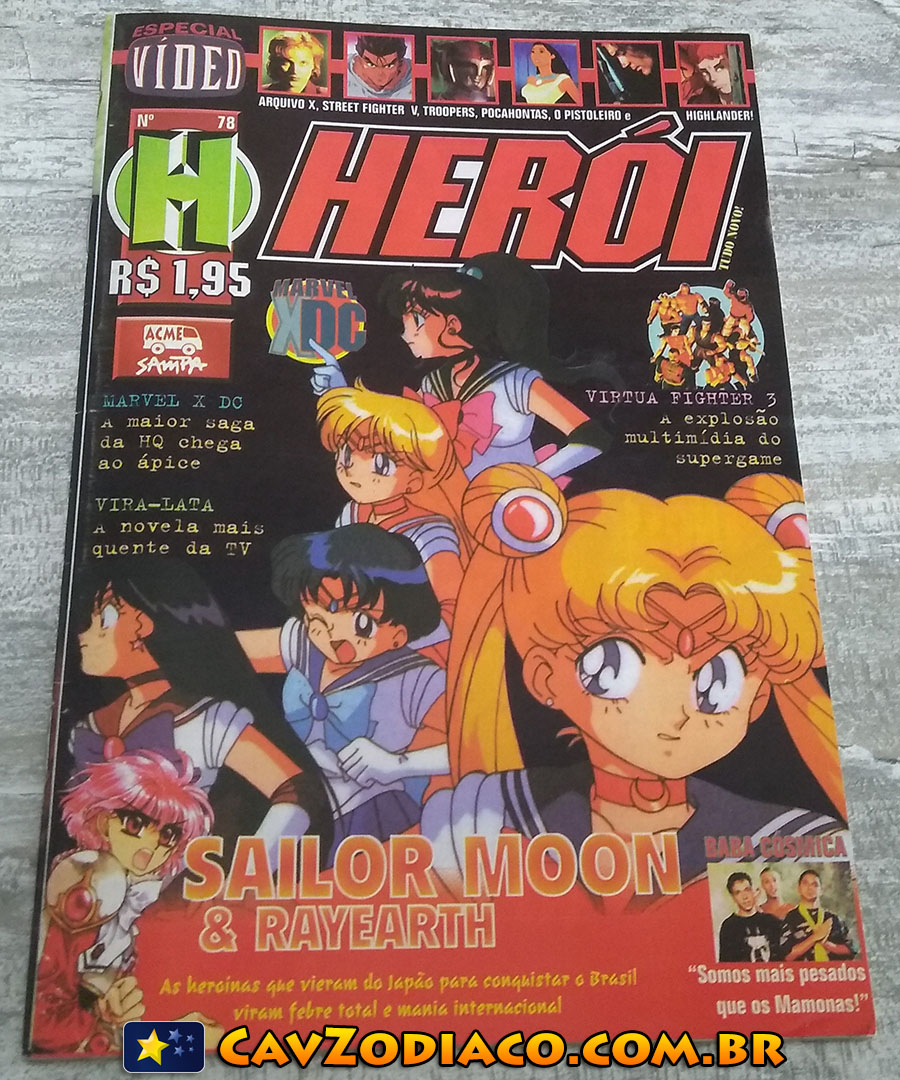 ESPECIAL
VÍDEO
ARQUIVO X, STREET FIGHTER V, TROOPERS, POCAHONTAS, O PISTOLEIRO e HIGHLANDER!
Nº 78
H
HERÓI
TUDO NOVO!
R$ 1,95
MARVEL
X DC
ACME
SAMPA
MARVEL X DC
A maior saga
da HQ chega
ao ápice
VIRTUA FIGHTER 3
A explosão
multimídia do
supergame
VIRA-LATA
A novela mais
quente da TV
SAILOR MOON
& RAYEARTH
BABA CÓSMICA
As heroínas que vieram do Japão para conquistar o Brasil
viram febre total e mania internacional
"Somos mais pesados
que os Mamonas!"
CAVZODIACO.COM.BR